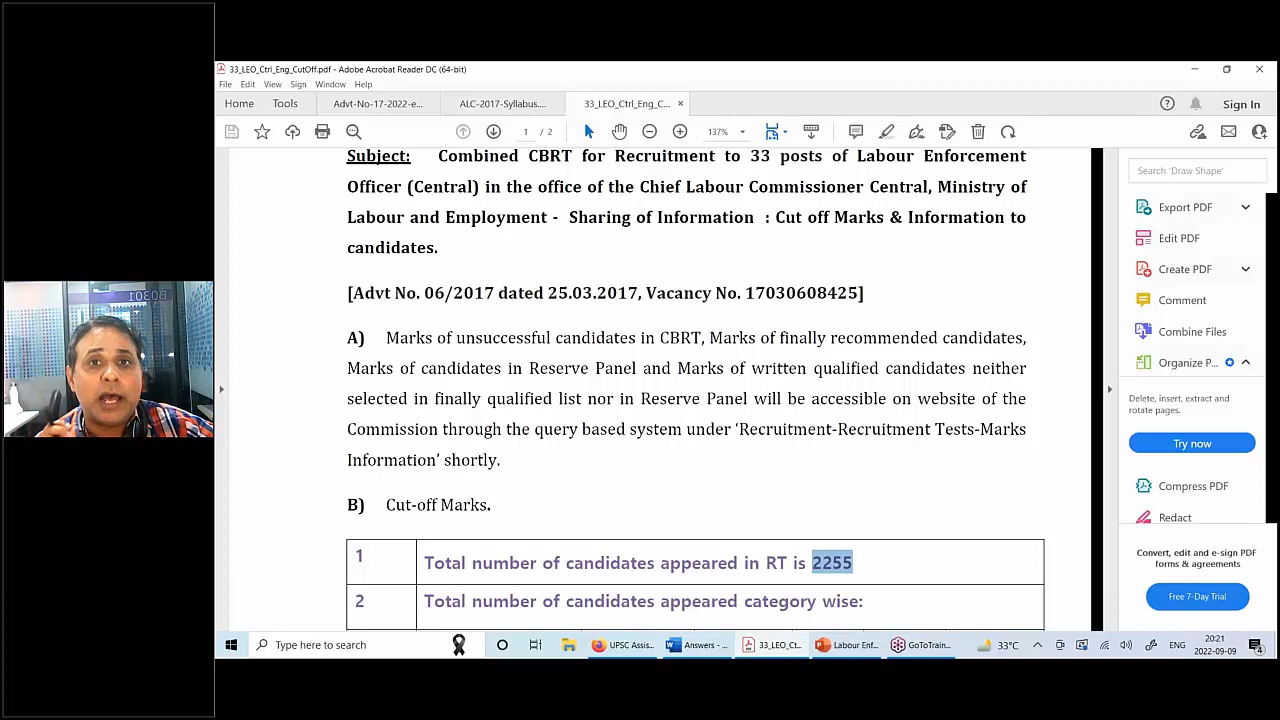 33_LEO_Ctrl_Eng_CutOff.pdf - Adobe Acrobat Reader DC (64-bit)
File Edit View Sign Window Help
Home Tools Advt-No-17-2022-e... ALC-2017-Syllabus.... 33_LEO_Ctrl_Eng_C... × Sign In
1 / 2 137%
Subject: Combined CBRT for Recruitment to 33 posts of Labour Enforcement
Officer (Central) in the office of the Chief Labour Commissioner Central, Ministry of
Labour and Employment - Sharing of Information : Cut off Marks & Information to
candidates.
[Advt No. 06/2017 dated 25.03.2017, Vacancy No. 17030608425]
A) Marks of unsuccessful candidates in CBRT, Marks of finally recommended candidates,
Marks of candidates in Reserve Panel and Marks of written qualified candidates neither
selected in finally qualified list nor in Reserve Panel will be accessible on website of the
Commission through the query based system under ‘Recruitment-Recruitment Tests-Marks
Information’ shortly.
B) Cut-off Marks.
1 Total number of candidates appeared in RT is 2255
2 Total number of candidates appeared category wise:
Search 'Draw Shape'
Export PDF
Edit PDF
Create PDF
Comment
Combine Files
Organize P...
Delete, insert, extract and
rotate pages.
Try now
Compress PDF
Redact
Convert, edit and e-sign PDF
forms & agreements
Free 7-Day Trial
B0301
Type here to search UPSC Assis... Answers - ... 33_LEO_Ct... Labour Enf... GoToTrain... 33°C ENG 20:21
2022-09-09